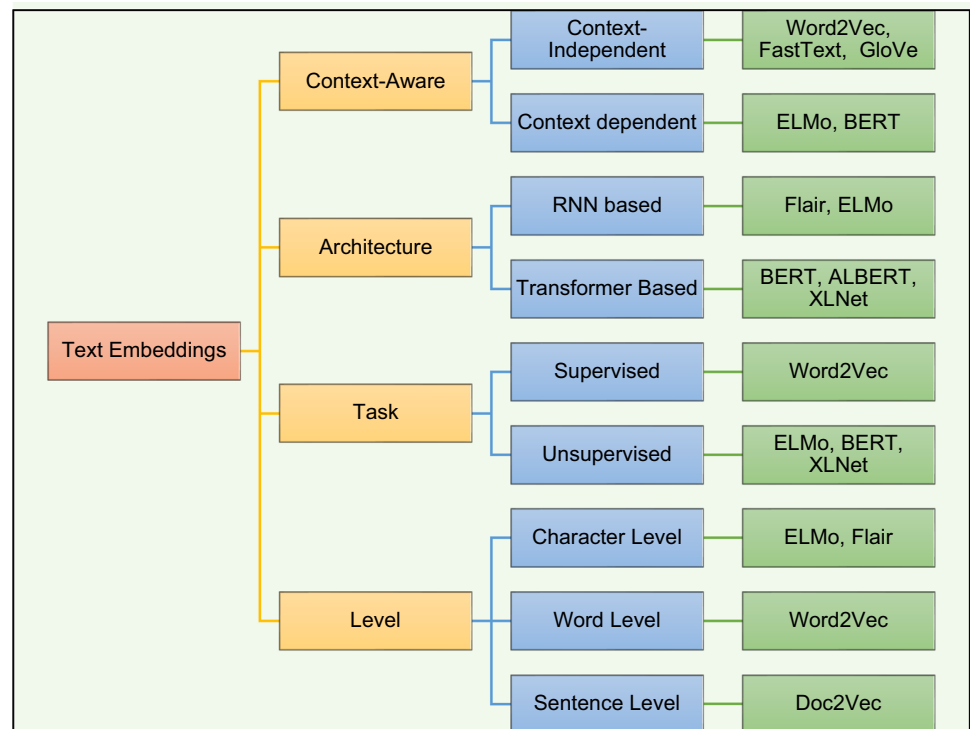 Text Embeddings
Context-Aware
Context-
Independent
Word2Vec,
FastText, GloVe
Context dependent
ELMo, BERT
Architecture
RNN based
Flair, ELMo
Transformer Based
BERT, ALBERT,
XLNet
Task
Supervised
Word2Vec
Unsupervised
ELMo, BERT,
XLNet
Level
Character Level
ELMo, Flair
Word Level
Word2Vec
Sentence Level
Doc2Vec